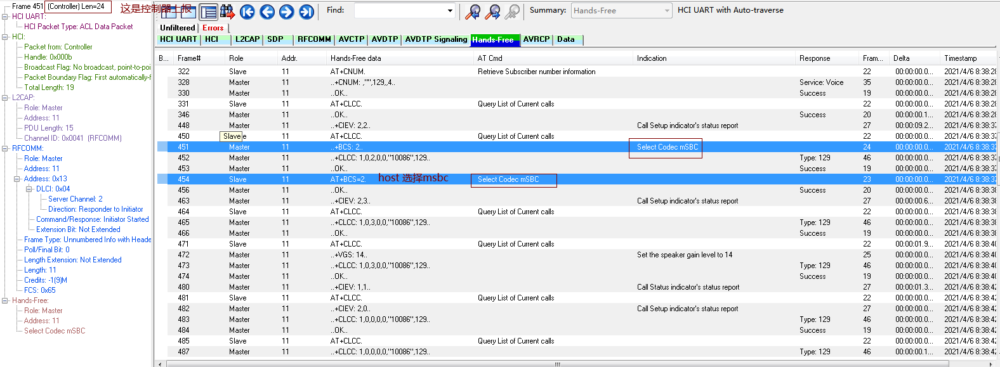 Frame 451 (Controller) Len=24
这是控制器上报
HCI UART:
HCI Packet Type: ACL Data Packet
HCI:
Packet from: Controller
Handle: 0x000b
Broadcast Flag: No broadcast, point-to-poi
Packet Boundary Flag: First automatically-f
Total Length: 19
L2CAP:
Role: Master
Address: 11
PDU Length: 15
Channel ID: 0x0041 (RFCOMM)
RFCOMM:
Role: Master
Address: 11
Address: 0x13
DLCI: 0x04
Server Channel: 2
Direction: Responder to Initiator
Command/Response: Initiator Started
Extension Bit: Not Extended
Frame Type: Unnumbered Info with Heade
Poll/Final Bit: 0
Length Extension: Not Extended
Length: 11
Credits: -1(9)M
FCS: 0x65
Hands-Free:
Role: Master
Address: 11
Select Codec mSBC
Find:
Summary: Hands-Free HCI UART with Auto-traverse
Unfiltered Errors
HCI UART HCI L2CAP SDP RFCOMM AVCTP AVDTP AVDTP Signaling Hands-Free AVRCP Data
B... Frame# Role Addr. Hands-Free data AT Cmd Indication Response Fram... Delta Timestamp
322 Slave 11 AT+CNUM. Retrieve Subscriber number information 22 00:00:00.0... 2021/4/6 8:38:28
328 Master 11 ..+CNUM: ,"",129,,4.. Service: Voice 35 00:00:00.0... 2021/4/6 8:38:28
330 Master 11 ..OK.. Success 19 00:00:00.0... 2021/4/6 8:38:28
331 Slave 11 AT+CLCC. Query List of Current calls 22 00:00:00.0... 2021/4/6 8:38:28
346 Master 11 ..OK.. Success 20 00:00:00.1... 2021/4/6 8:38:28
448 Master 11 ..+CIEV: 2,2.. Call Setup indicator's status report 27 00:00:09.2... 2021/4/6 8:38:37
450 Slave 11 AT+CLCC. Query List of Current calls 22 00:00:00.0... 2021/4/6 8:38:37
451 Master 11 ..+BCS: 2.. Select Codec mSBC 24 00:00:00.0... 2021/4/6 8:38:37
452 Master 11 ..+CLCC: 1,0,2,0,0,"10086",129.. Type: 129 46 00:00:00.0... 2021/4/6 8:38:37
453 Master 11 ..OK.. Success 19 00:00:00.0... 2021/4/6 8:38:37
454 Slave 11 AT+BCS=2. host 选择msbc Select Codec mSBC 23 00:00:00.0... 2021/4/6 8:38:37
456 Master 11 ..OK.. Success 20 00:00:00.0... 2021/4/6 8:38:38
463 Master 11 ..+CIEV: 2,3.. Call Setup indicator's status report 27 00:00:00.6... 2021/4/6 8:38:38
464 Slave 11 AT+CLCC. Query List of Current calls 22 00:00:00.0... 2021/4/6 8:38:38
465 Master 11 ..+CLCC: 1,0,3,0,0,"10086",129.. Type: 129 46 00:00:00.0... 2021/4/6 8:38:38
466 Master 11 ..OK.. Success 19 00:00:00.0... 2021/4/6 8:38:38
471 Slave 11 AT+CLCC. Query List of Current calls 22 00:00:01.9... 2021/4/6 8:38:40
472 Master 11 ..+VGS: 14.. Set the speaker gain level to 14 25 00:00:00.0... 2021/4/6 8:38:40
473 Master 11 ..+CLCC: 1,0,3,0,0,"10086",129.. Type: 129 46 00:00:00.0... 2021/4/6 8:38:40
474 Master 11 ..OK.. Success 19 00:00:00.0... 2021/4/6 8:38:40
480 Master 11 ..+CIEV: 1,1.. Call Status indicator's status report 27 00:00:01.3... 2021/4/6 8:38:42
481 Slave 11 AT+CLCC. Query List of Current calls 22 00:00:00.0... 2021/4/6 8:38:42
482 Master 11 ..+CIEV: 2,0.. Call Setup indicator's status report 27 00:00:00.0... 2021/4/6 8:38:42
483 Master 11 ..+CLCC: 1,0,0,0,0,"10086",129.. Type: 129 46 00:00:00.0... 2021/4/6 8:38:42
484 Master 11 ..OK.. Success 19 00:00:00.0... 2021/4/6 8:38:42
485 Slave 11 AT+CLCC. Query List of Current calls 22 00:00:00.0... 2021/4/6 8:38:42
487 Master 11 ..+CLCC: 1,0,0,0,0,"10086",129.. Type: 129 46 00:00:00.1... 2021/4/6 8:38:42